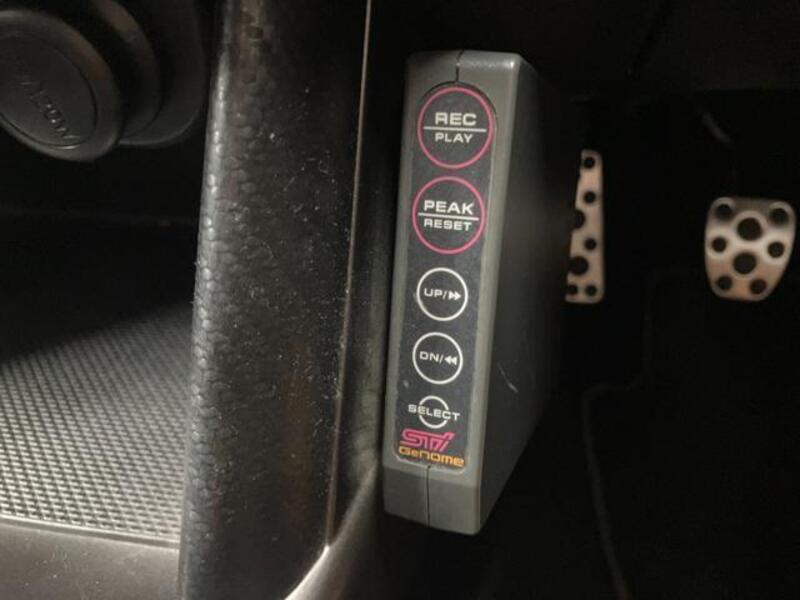 REC
PLAY
PEAK
RESET
UP/▶▶
DN/◀◀
SELECT
STi
GeNOMe